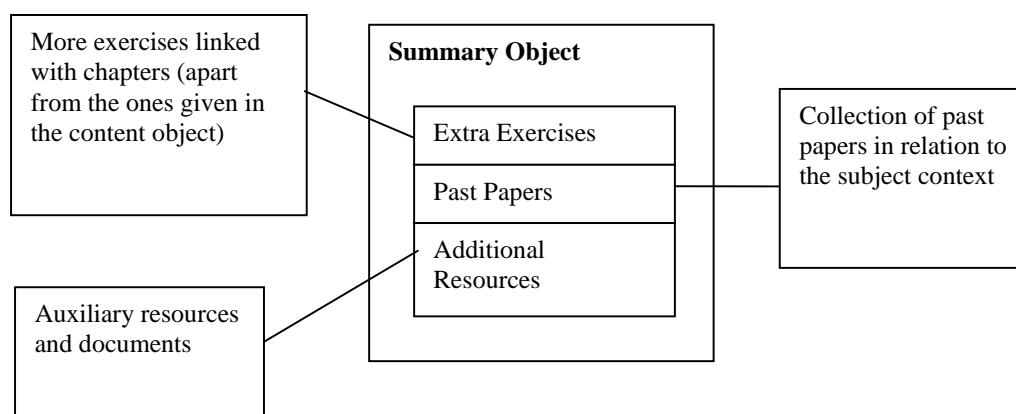 More exercises linked
with chapters (apart
from the ones given in
the content object)
Summary Object
Extra Exercises
Past Papers
Additional
Resources
Collection of past
papers in relation to
the subject context
Auxiliary resources
and documents